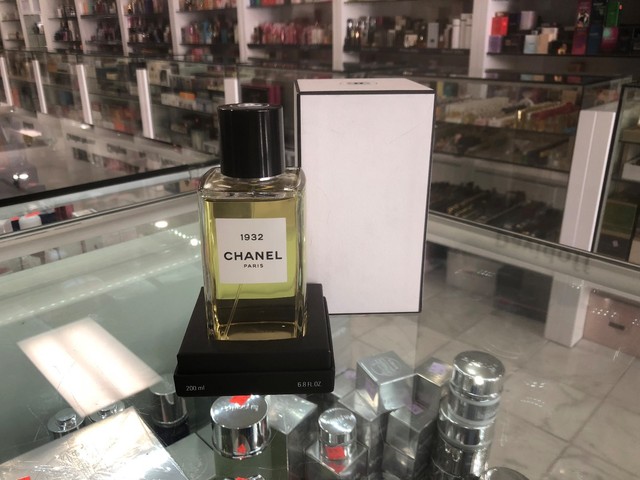 1932
CHANEL
PARIS
200 ml
6.8 FL.OZ.